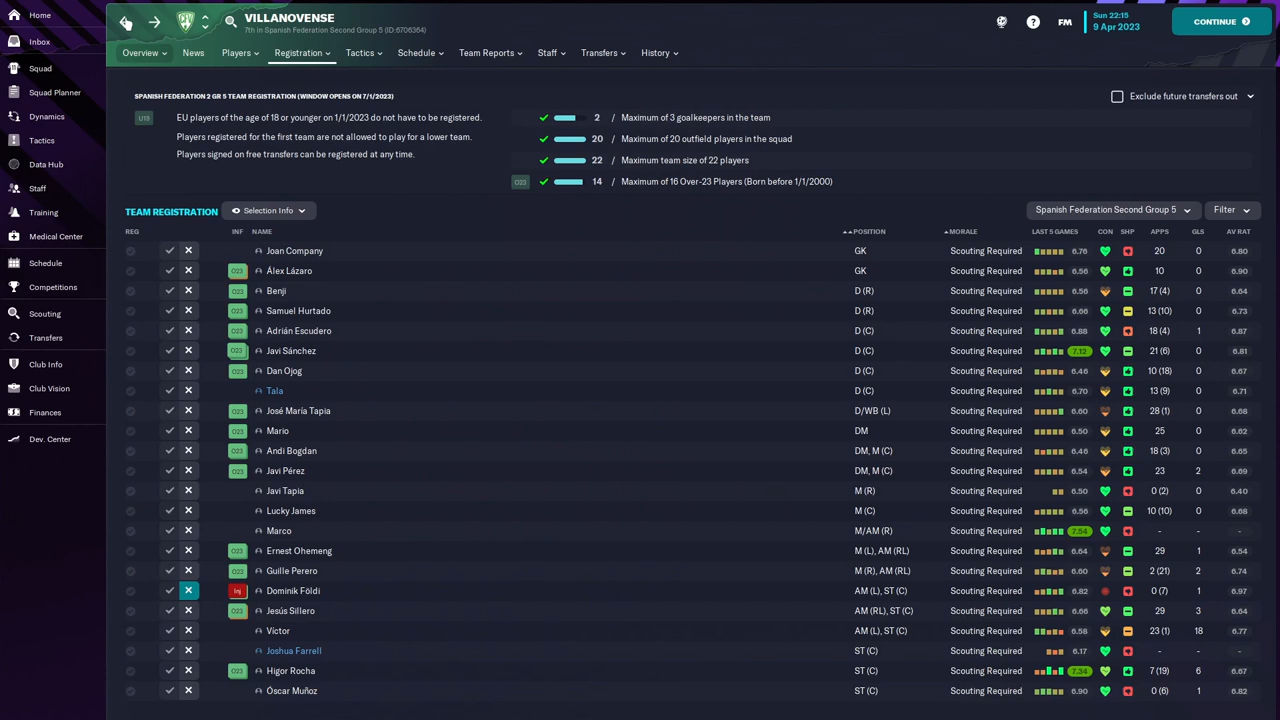 Home
Inbox
Squad
Squad Planner
Dynamics
Tactics
Data Hub
Staff
Training
Medical Center
Schedule
Competitions
Scouting
Transfers
Club Info
Club Vision
Finances
Dev. Center
VILLANOVENSE
7th in Spanish Federation Second Group 5 (ID:6706364)
FM
Sun 22:15
9 Apr 2023
CONTINUE
Overview News Players Registration Tactics Schedule Team Reports Staff Transfers History
SPANISH FEDERATION 2 GR 5 TEAM REGISTRATION (WINDOW OPENS ON 7/1/2023)
Exclude future transfers out
U19 EU players of the age of 18 or younger on 1/1/2023 do not have to be registered.
Players registered for the first team are not allowed to play for a lower team.
Players signed on free transfers can be registered at any time.
2 / Maximum of 3 goalkeepers in the team
20 / Maximum of 20 outfield players in the squad
22 / Maximum team size of 22 players
O23 14 / Maximum of 16 Over-23 Players (Born before 1/1/2000)
TEAM REGISTRATION Selection Info Spanish Federation Second Group 5 Filter
REG INF NAME POSITION MORALE LAST 5 GAMES CON SHP APPS GLS AV RAT
Joan Company GK Scouting Required 6.76 20 0 6.80
O23 Álex Lázaro GK Scouting Required 6.56 10 0 6.90
O23 Benji D (R) Scouting Required 6.56 17 (4) 0 6.64
O23 Samuel Hurtado D (R) Scouting Required 6.66 13 (10) 0 6.73
O23 Adrián Escudero D (C) Scouting Required 6.88 18 (4) 1 6.87
O23 Javi Sánchez D (C) Scouting Required 7.12 21 (6) 0 6.81
O23 Dan Ojog D (C) Scouting Required 6.46 10 (18) 0 6.67
Tala D (C) Scouting Required 6.70 13 (9) 0 6.71
O23 José María Tapia D/WB (L) Scouting Required 6.60 28 (1) 0 6.68
O23 Mario DM Scouting Required 6.50 25 0 6.62
O23 Andi Bogdan DM, M (C) Scouting Required 6.46 18 (3) 0 6.65
O23 Javi Pérez DM, M (C) Scouting Required 6.54 23 2 6.69
Javi Tapia M (R) Scouting Required 6.50 0 (2) 0 6.40
Lucky James M (C) Scouting Required 6.56 10 (10) 0 6.68
Marco M/AM (R) Scouting Required 7.54 - - -
O23 Ernest Ohemeng M (L), AM (RL) Scouting Required 6.64 29 1 6.54
O23 Guille Perero M (R), AM (RL) Scouting Required 6.60 2 (21) 2 6.74
Inj Dominik Földi AM (L), ST (C) Scouting Required 6.82 0 (7) 1 6.97
O23 Jesús Sillero AM (RL), ST (C) Scouting Required 6.66 29 3 6.64
Víctor AM (L), ST (C) Scouting Required 6.58 23 (1) 18 6.77
Joshua Farrell ST (C) Scouting Required 6.17 - - -
O23 Higor Rocha ST (C) Scouting Required 7.34 7 (19) 6 6.67
Óscar Muñoz ST (C) Scouting Required 6.90 0 (6) 1 6.82